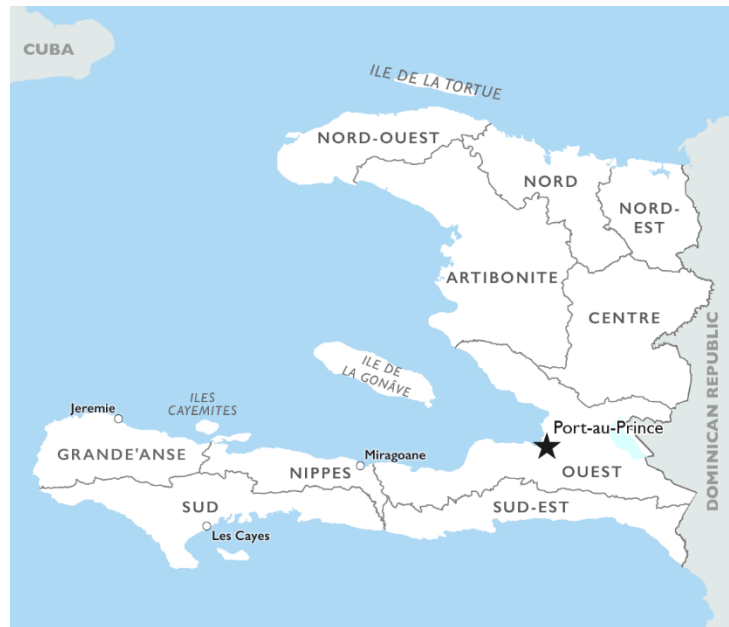 CUBA
ILE DE LA TORTUE
NORD-OUEST
NORD
NORD-
EST
ARTIBONITE
CENTRE
DOMINICAN REPUBLIC
ILE DE
LA GONÂVE
ILES
CAYEMITES
Jeremie
Port-au-Prince
GRANDE'ANSE
Miragoane
NIPPES
OUEST
SUD
SUD-EST
Les Cayes